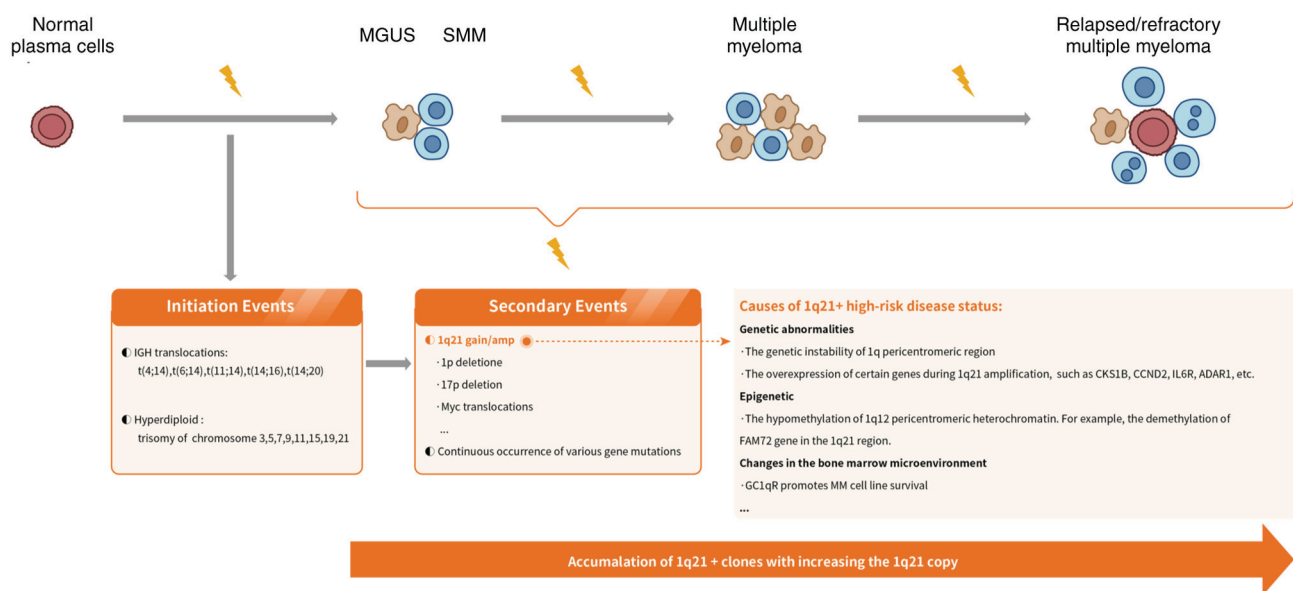 Normal
plasma cells
MGUS SMM
Multiple
myeloma
Relapsed/refractory
multiple myeloma
Initiation Events
◐ IGH translocations:
t(4;14),t(6;14),t(11;14),t(14;16),t(14;20)
◐ Hyperdiploid :
trisomy of chromosome 3,5,7,9,11,15,19,21
Secondary Events
◐ 1q21 gain/amp
·1p deletione
·17p deletion
·Myc translocations
...
◐ Continuous occurrence of various gene mutations
Causes of 1q21+ high-risk disease status:
Genetic abnormalities
·The genetic instability of 1q pericentromeric region
·The overexpression of certain genes during 1q21 amplification, such as CKS1B, CCND2, IL6R, ADAR1, etc.
Epigenetic
·The hypomethylation of 1q12 pericentromeric heterochromatin. For example, the demethylation of
FAM72 gene in the 1q21 region.
Changes in the bone marrow microenvironment
·GC1qR promotes MM cell line survival
...
Accumalation of 1q21 + clones with increasing the 1q21 copy